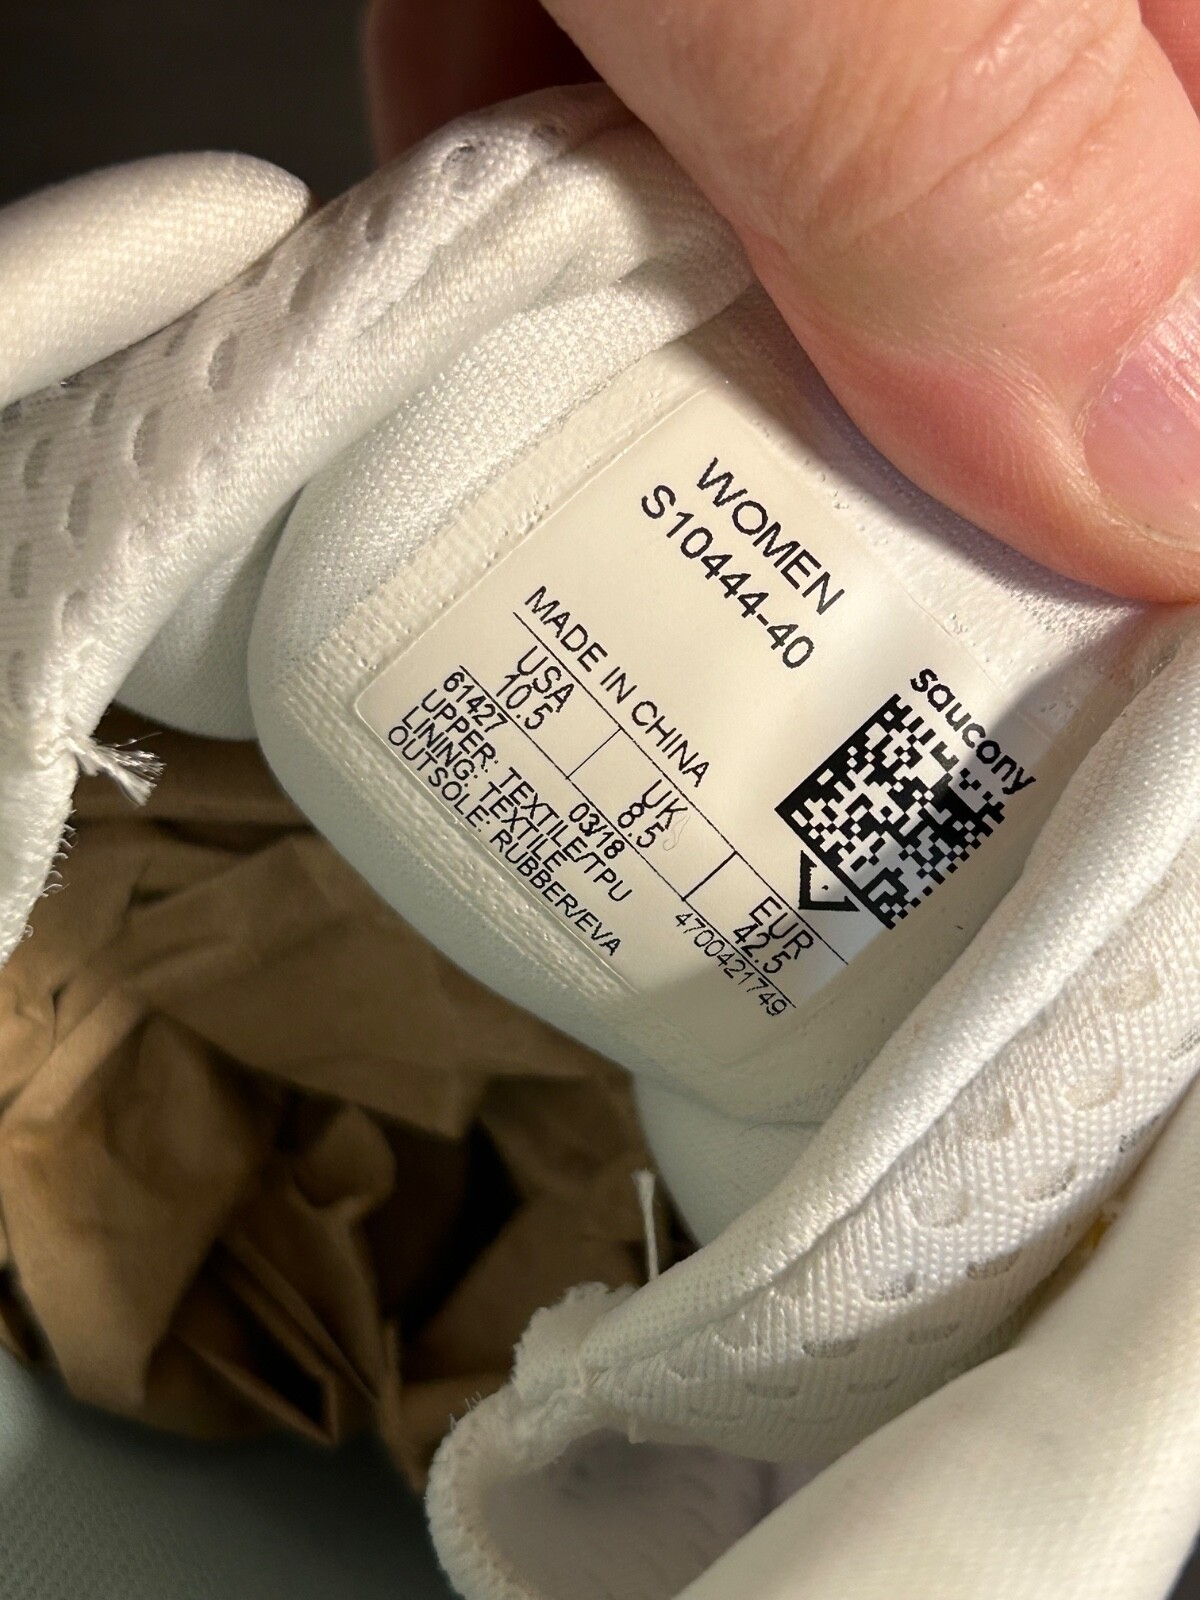 WOMEN
S10444-40
saucony
MADE IN CHINA
USA UK EUR
10.5 8.5 42.5
61427 03/18 4700421749
UPPER: TEXTILE/TPU
LINING: TEXTILE
OUTSOLE: RUBBER/EVA